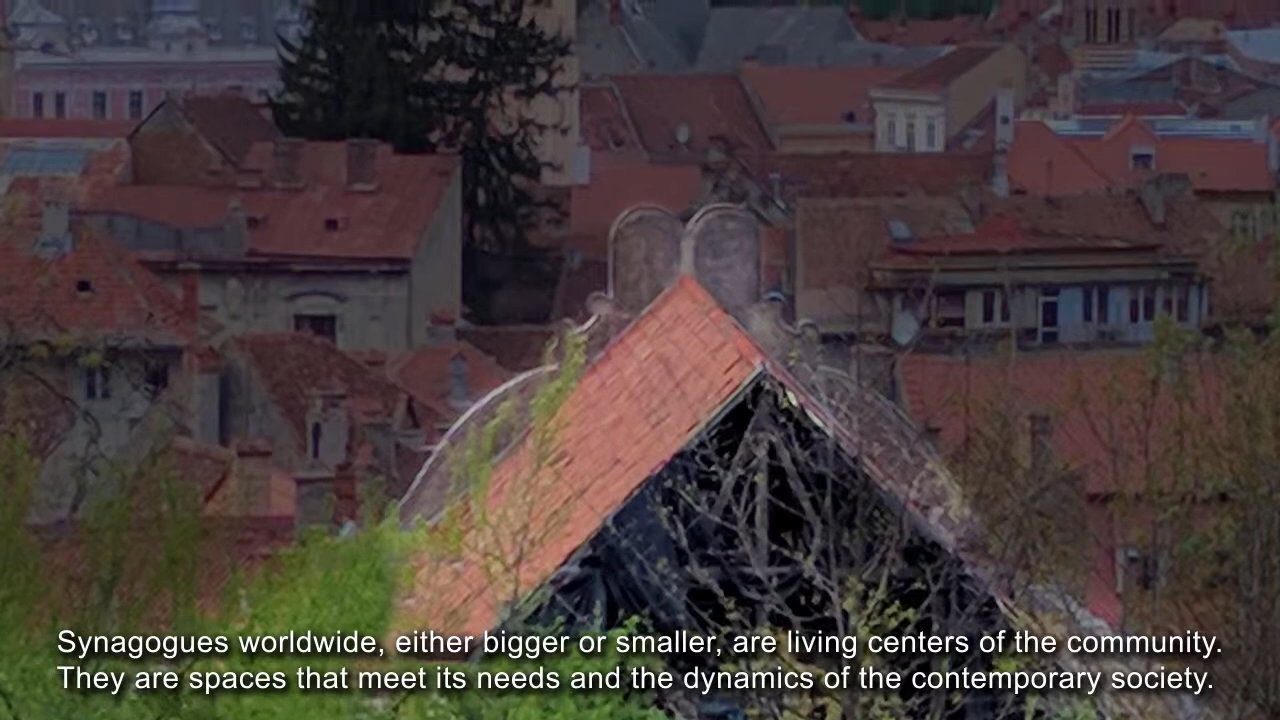 Synagogues worldwide, either bigger or smaller, are living centers of the community.
They are spaces that meet its needs and the dynamics of the contemporary society.